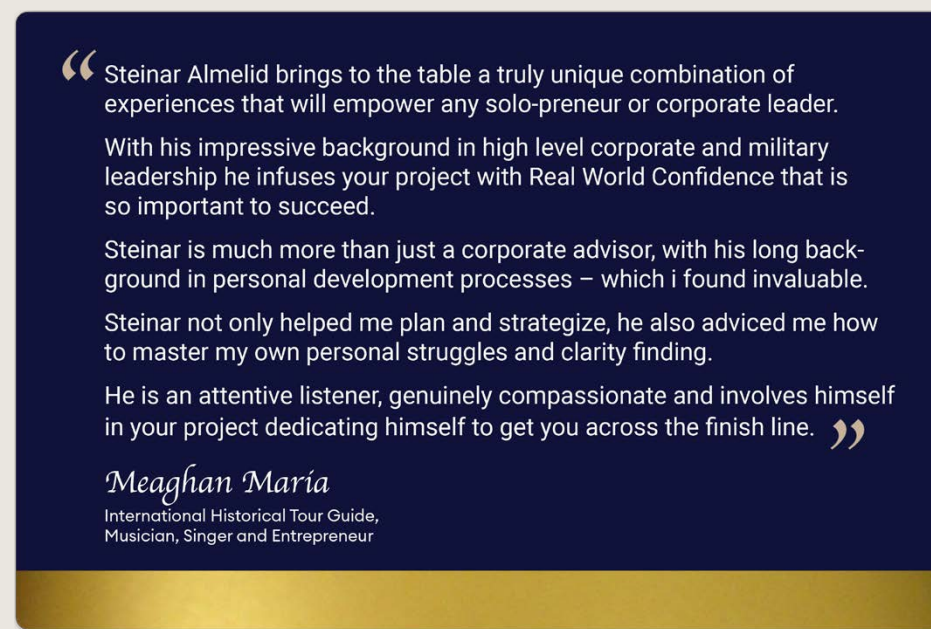 “ Steinar Almelid brings to the table a truly unique combination of
experiences that will empower any solo-preneur or corporate leader.
With his impressive background in high level corporate and military
leadership he infuses your project with Real World Confidence that is
so important to succeed.
Steinar is much more than just a corporate advisor, with his long back-
ground in personal development processes – which i found invaluable.
Steinar not only helped me plan and strategize, he also adviced me how
to master my own personal struggles and clarity finding.
He is an attentive listener, genuinely compassionate and involves himself
in your project dedicating himself to get you across the finish line. ”
Meaghan María
International Historical Tour Guide,
Musician, Singer and Entrepreneur